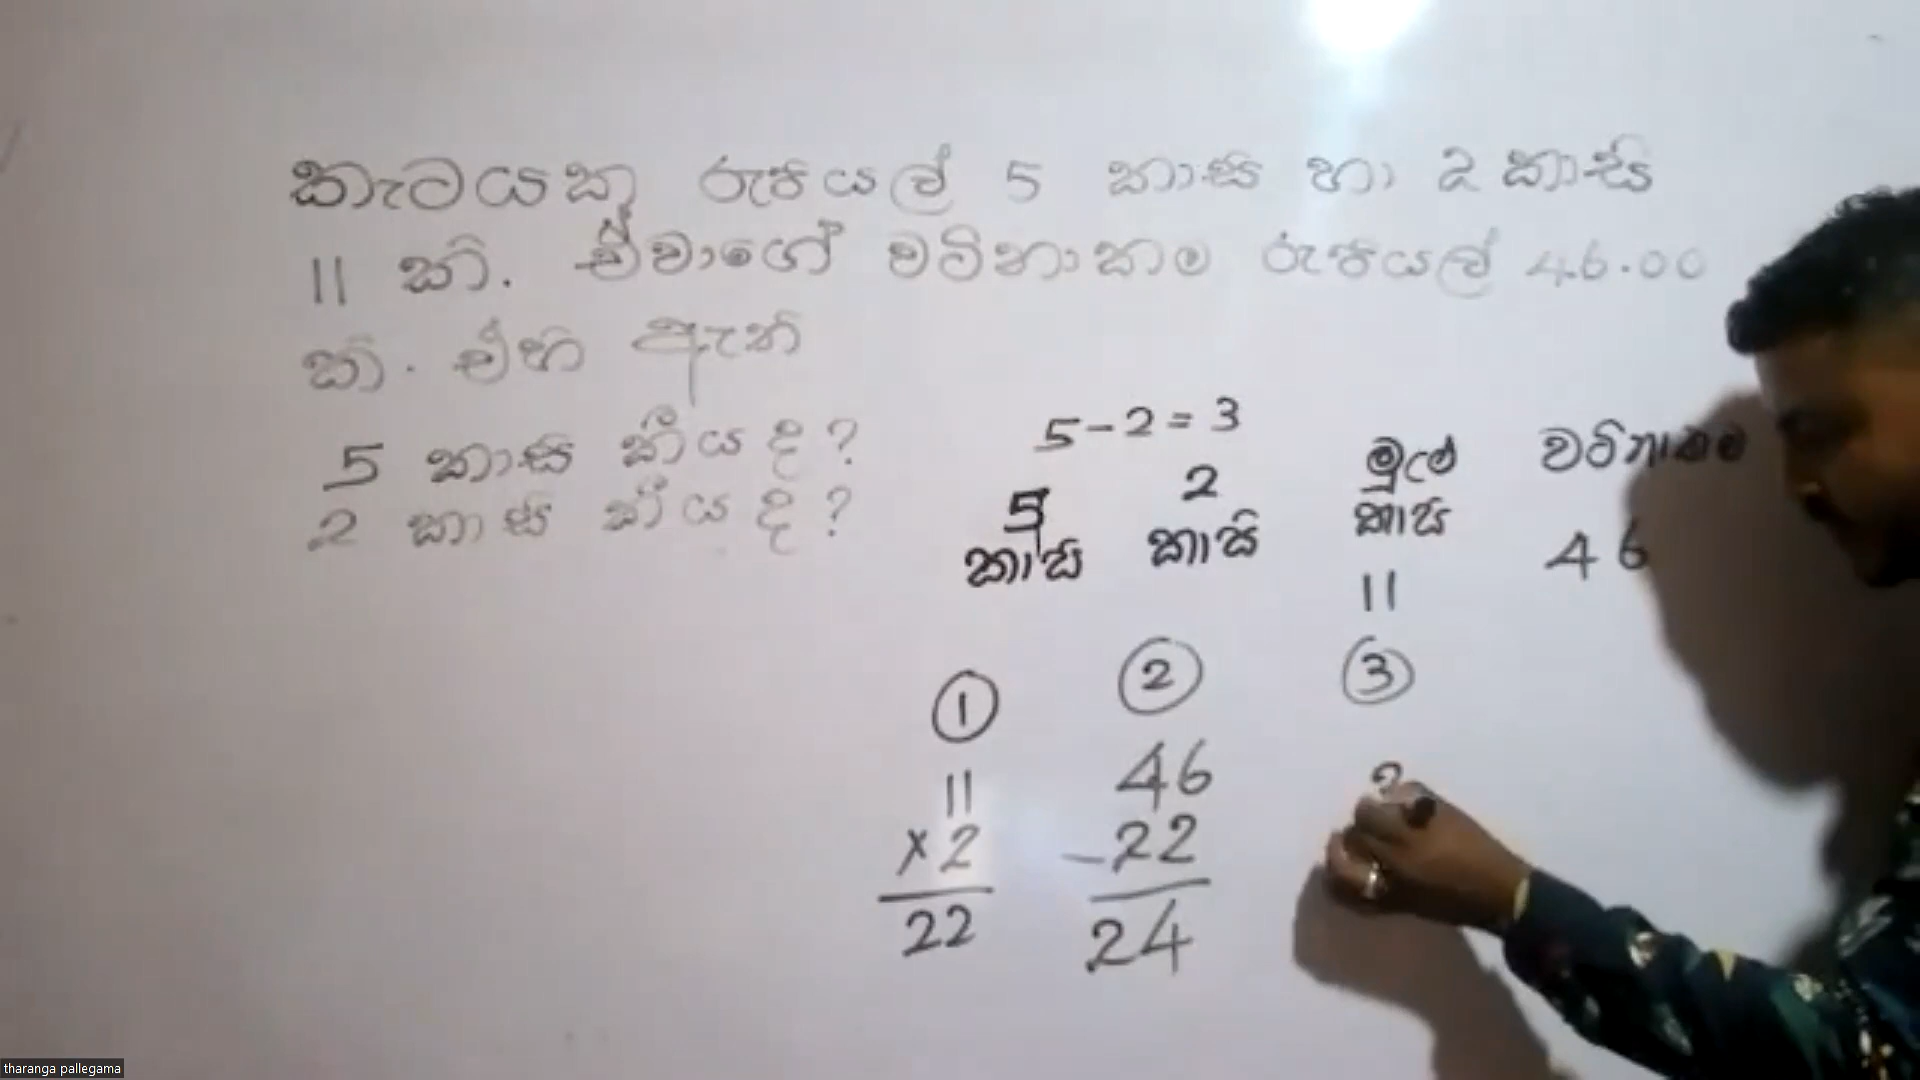 කැටයක රුපියල් 5 කාසි හා 2 කාසි
11 කි. ඒවාගේ වටිනාකම රුපියල් 46.00
කි. එහි ඇති
5 කාසි කීය ද?
2 කාසි කීය ද?
5-2=3
5 කාසි
2 කාසි
මුළු කාසි
11
වටිනාකම
46
1
11
×2
22
2
46
-22
24
3
tharanga pallegama